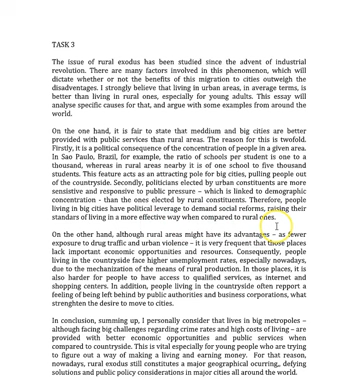 TASK 3
The issue of rural exodus has been studied since the advent of industrial
revolution. There are many factors involved in this phenomenon, which will
dictate whether or not the benefits of this migration to cities outweigh the
disadvantages. I strongly believe that living in urban areas, in average terms, is
better than living in rural ones, especially for young adults. This essay will
analyse specific causes for that, and argue with some examples from around the
world.
On the one hand, it is fair to state that meddium and big cities are better
provided with public services than rural areas. The reason for this is twofold.
Firstly, it is a political consequence of the concentration of people in a given area.
In Sao Paulo, Brazil, for example, the ratio of schools per student is one to a
thousand, whereas in rural areas nearby it is of one school to five thousand
students. This feature acts as an attracting pole for big cities, pulling people out
of the countryside. Secondly, politicians elected by urban constituents are more
sensistive and responsive to public pressure – which is linked to demographic
concentration - than the ones elected by rural constituents. Therefore, people
living in big cities have political leverage to demand social reforms, raising their
standars of living in a more effective way when compared to rural ones.
On the other hand, although rural areas might have its advantages – as fewer
exposure to drug traffic and urban violence – it is very frequent that those places
lack important economic opportunities and resources. Consequently, people
living in the countryside face higher unemployment rates, especially nowadays,
due to the mechanization of the means of rural production. In those places, it is
also harder for people to have access to qualified services, as internet and
shopping centers. In addition, people living in the countryside often repport a
feeling of being left behind by public authorities and business corporations, what
strenghten the desire to move to cities.
In conclusion, summing up, I personally consider that lives in big metropoles –
although facing big challenges regarding crime rates and high costs of living – are
provided with better economic opportunities and public services when
compared to countryside. This is vital especially for young people who are trying
to figure out a way of making a living and earning money. For that reason,
nowadays, rural exodus still constitutes a major geographical ocurring,, defying
solutions and public policy considerations in major cities all around the world.